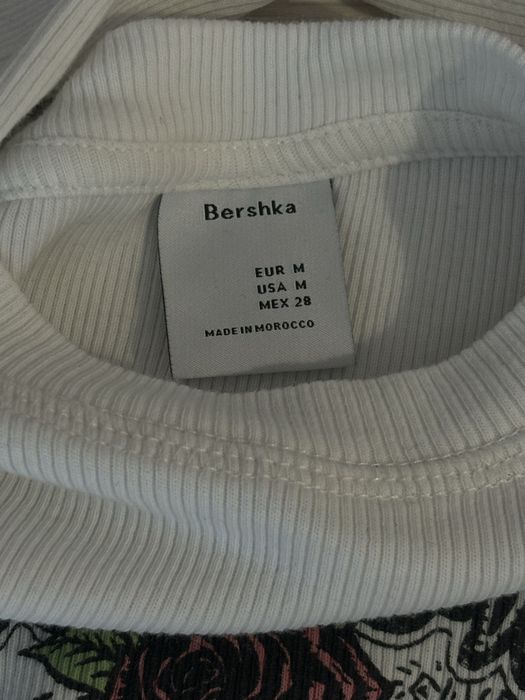 Bershka
EUR M
USA M
MEX 28
MADE IN MOROCCO